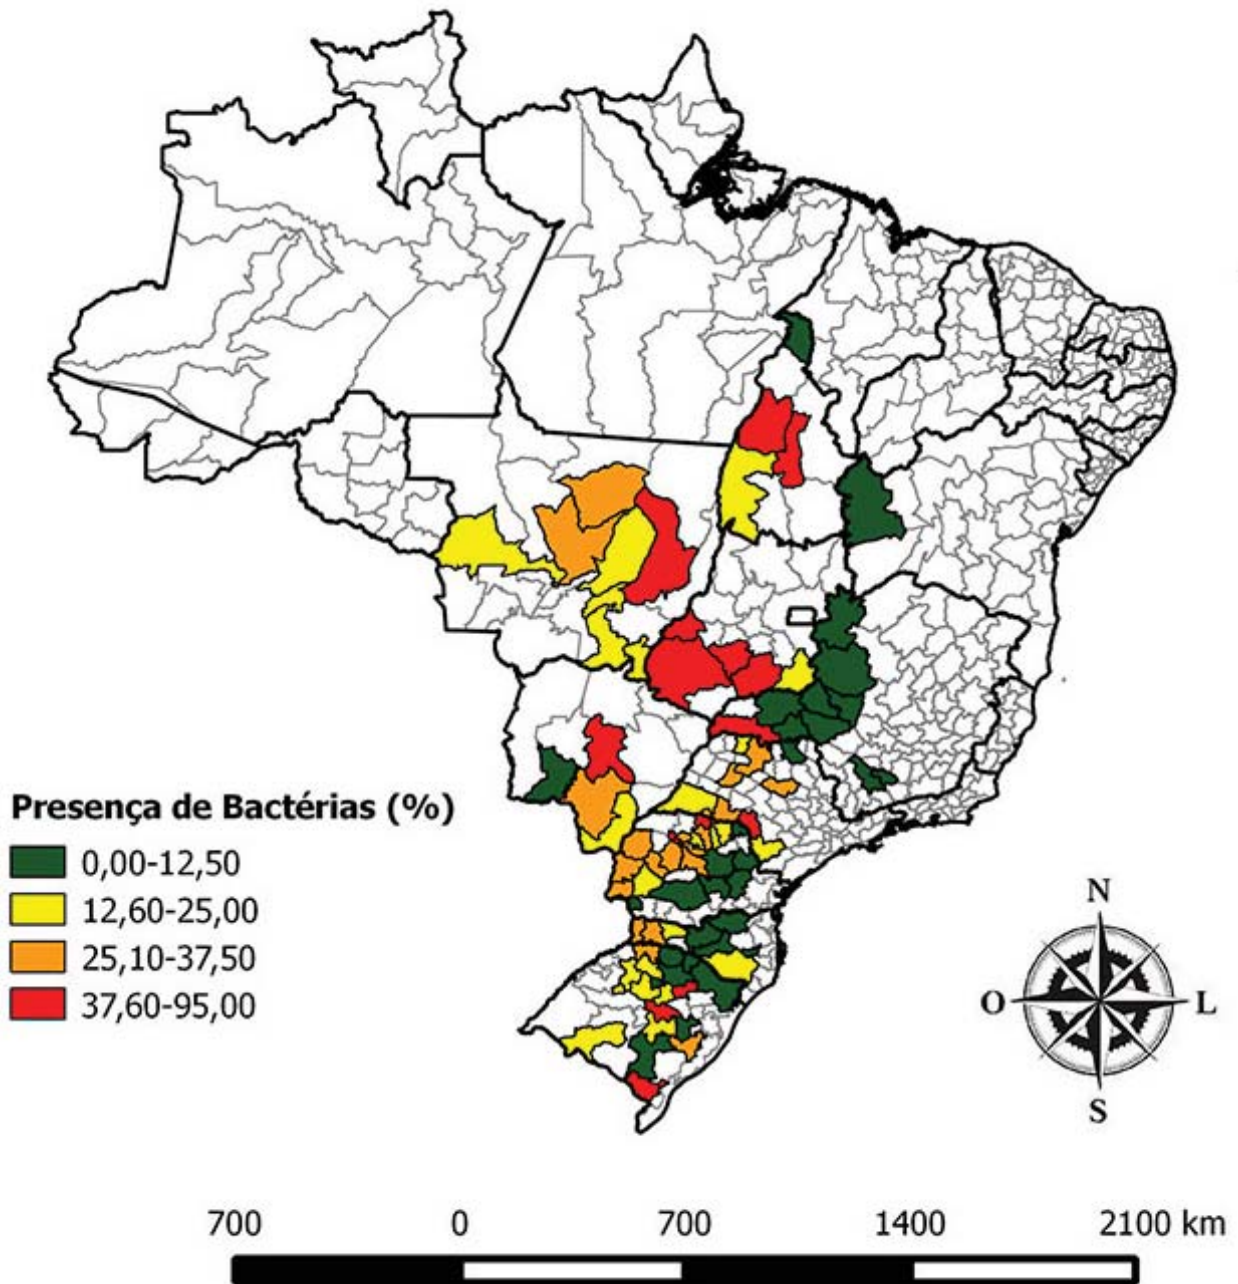 Presença de Bactérias (%)
0,00-12,50
12,60-25,00
25,10-37,50
37,60-95,00
N
O
L
S
700 0 700 1400 2100 km